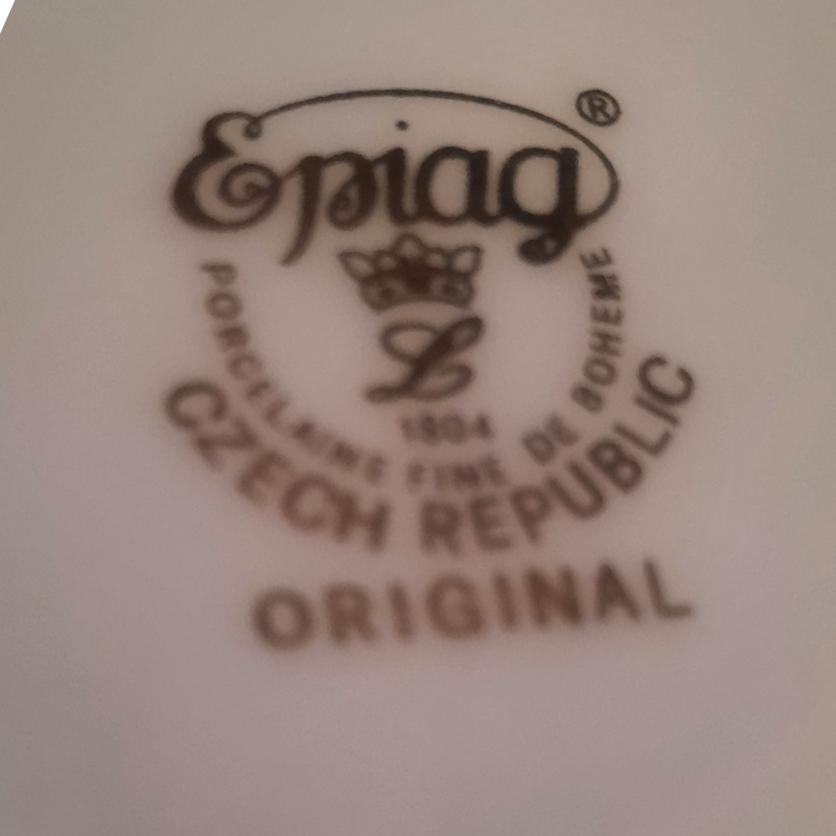 Epiag ®
L
1804
PORCELAINE FINE DE BOHEME
CZECH REPUBLIC
ORIGINAL